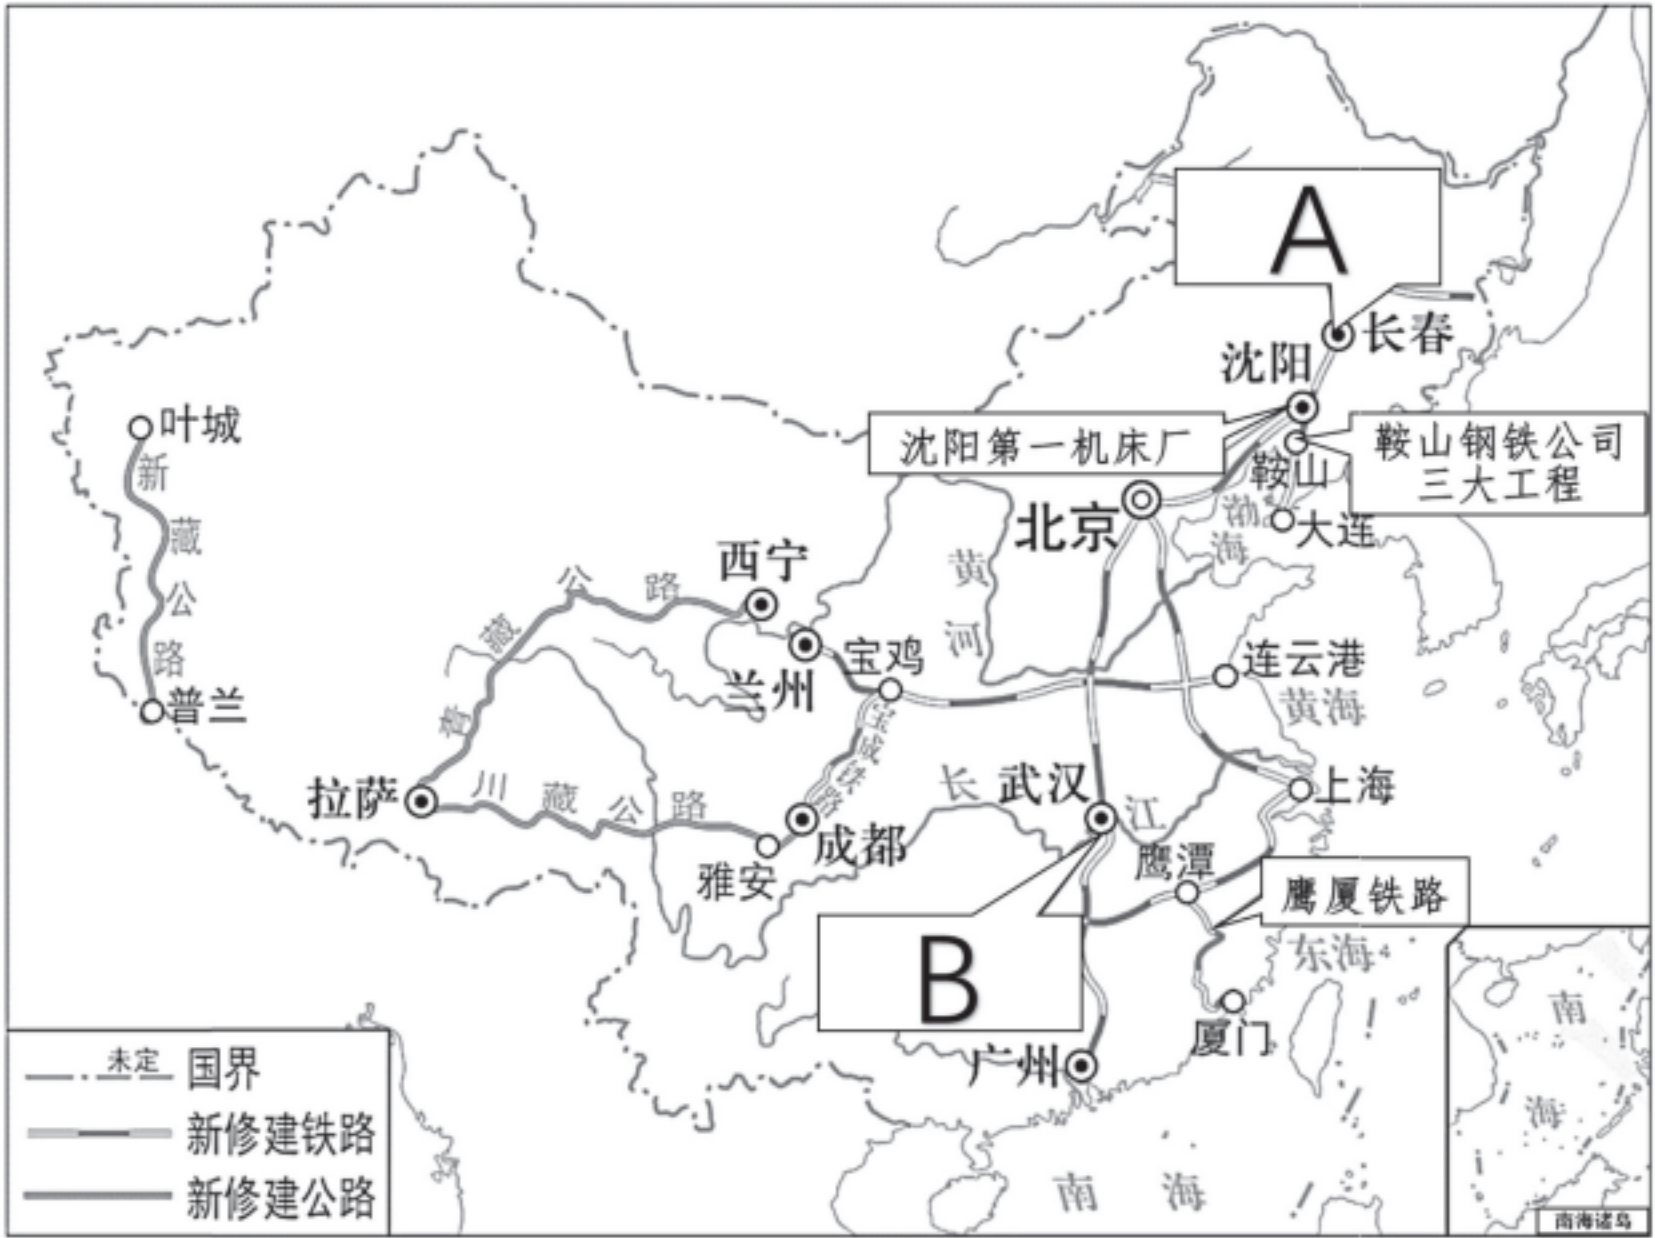 A
长春
沈阳
沈阳第一机床厂
鞍山钢铁公司
三大工程
鞍山
叶城
新藏公路
北京
渤海
大连
西宁
青藏公路
黄河
兰州
宝鸡
连云港
黄海
普兰
宝成铁路
拉萨
川藏公路
长江
武汉
上海
成都
雅安
鹰潭
鹰厦铁路
B
东海
厦门
广州
南海
未定
国界
新修建铁路
新修建公路
南
海
南海诸岛